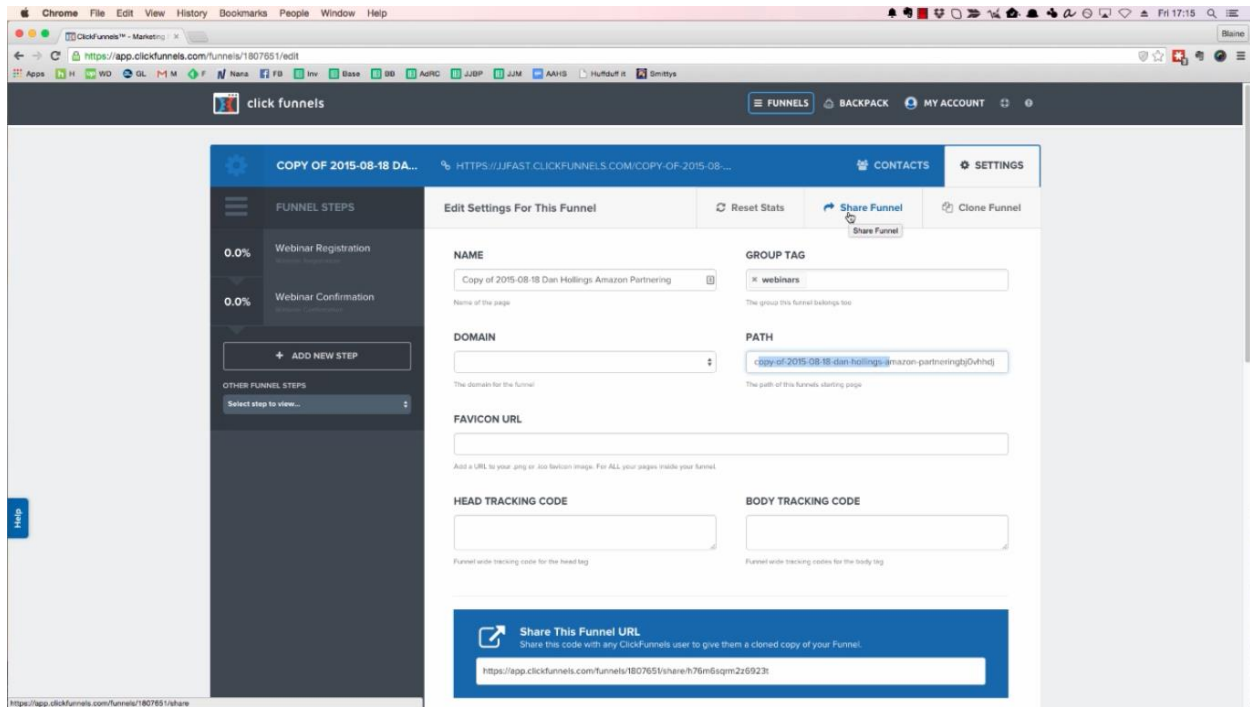 Chrome File Edit View History Bookmarks People Window Help Fri 17:15
ClickFunnels™ - Marketing Blaine
https://app.clickfunnels.com/funnels/1807651/edit
Apps H WD GL M M F Nana FB Inv Base BB AdRC JJBP JJM AAHS Huffduff it Smittys
click funnels FUNNELS BACKPACK MY ACCOUNT
COPY OF 2015-08-18 DA... HTTPS://JJFAST.CLICKFUNNELS.COM/COPY-OF-2015-08-... CONTACTS SETTINGS
FUNNEL STEPS Edit Settings For This Funnel Reset Stats Share Funnel Clone Funnel
Share Funnel
0.0% Webinar Registration
Webinar Registration
0.0% Webinar Confirmation
Webinar Confirmation
+ ADD NEW STEP
OTHER FUNNEL STEPS
Select step to view...
NAME GROUP TAG
Copy of 2015-08-18 Dan Hollings Amazon Partnering × webinars
Name of the page The group this funnel belongs too
DOMAIN PATH
copy-of-2015-08-18-dan-hollings-amazon-partneringbj0vhhdj
The domain for the funnel The path of this funnels starting page
FAVICON URL
Add a URL to your .png or .ico favicon image. For ALL your pages inside your funnel.
HEAD TRACKING CODE BODY TRACKING CODE
Funnel wide tracking code for the head tag Funnel wide tracking codes for the body tag
Help
Share This Funnel URL
Share this code with any ClickFunnels user to give them a cloned copy of your Funnel.
https://app.clickfunnels.com/funnels/1807651/share/h76m6sqrm2z6923t
https://app.clickfunnels.com/funnels/1807651/share